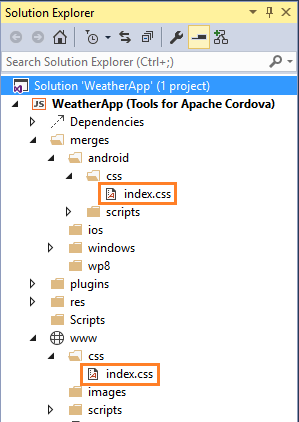 Solution Explorer
Search Solution Explorer (Ctrl+;)
Solution 'WeatherApp' (1 project)
JS WeatherApp (Tools for Apache Cordova)
Dependencies
merges
android
css
index.css
scripts
ios
windows
wp8
plugins
res
Scripts
www
css
index.css
images
scripts